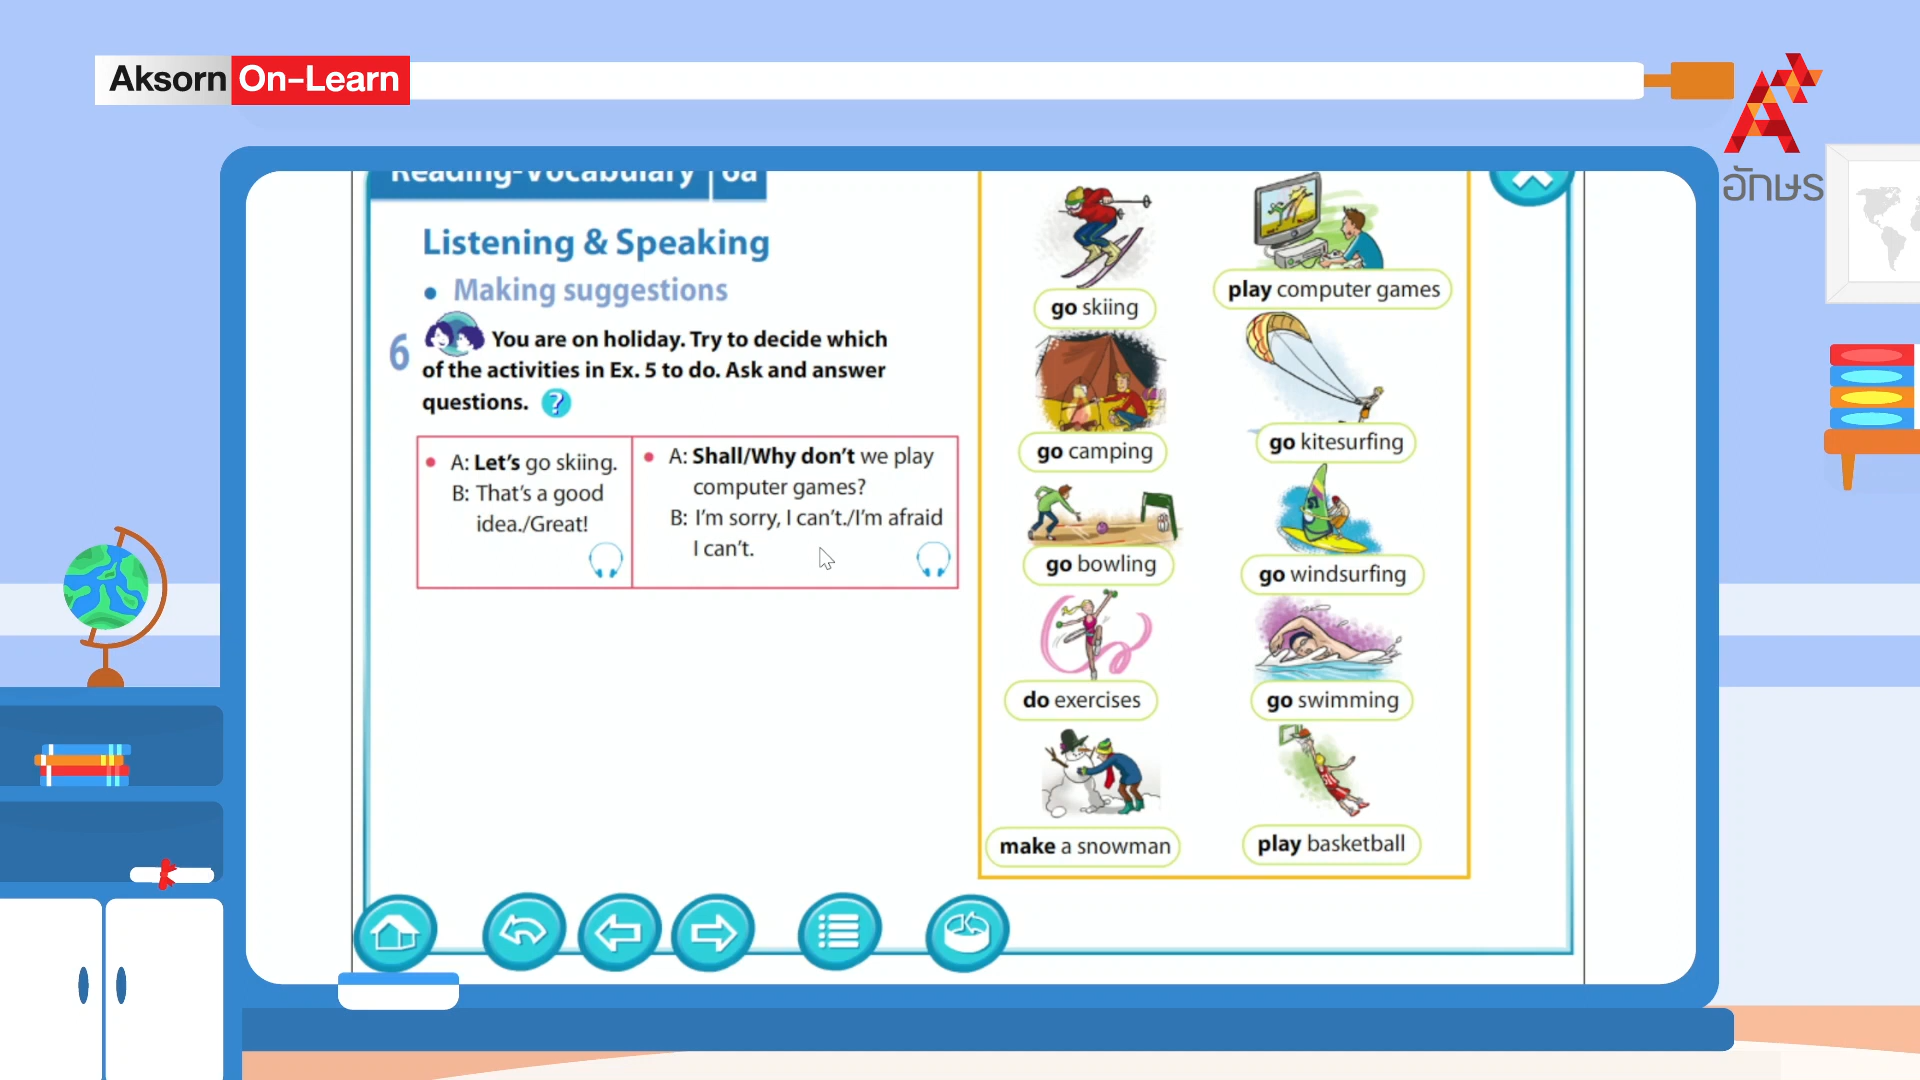 Aksorn On-Learn
อักษร
Reading-Vocabulary 6a
Listening & Speaking
• Making suggestions
6 You are on holiday. Try to decide which
of the activities in Ex. 5 to do. Ask and answer
questions. ?
• A: Let's go skiing.
B: That's a good
idea./Great!
• A: Shall/Why don't we play
computer games?
B: I'm sorry, I can't./I'm afraid
I can't.
go skiing
play computer games
go camping
go kitesurfing
go bowling
go windsurfing
do exercises
go swimming
make a snowman
play basketball